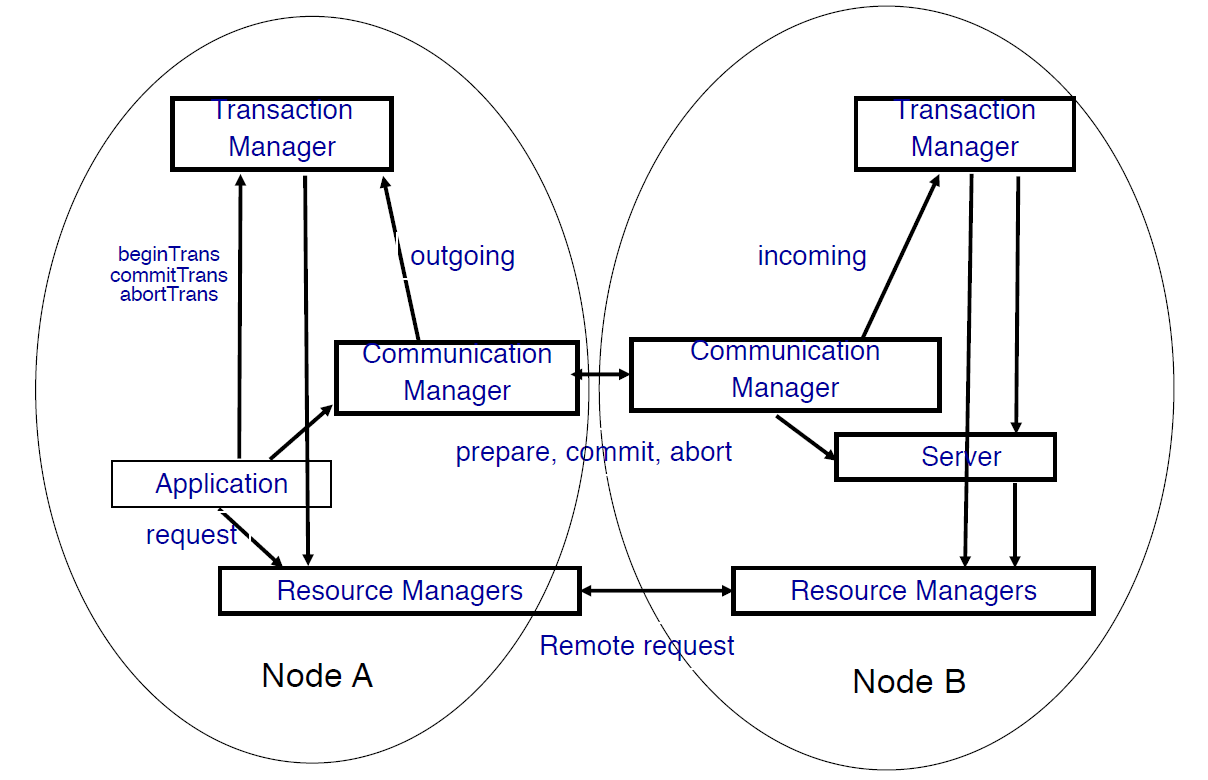 Transaction
Manager
Transaction
Manager
beginTrans
commitTrans
abortTrans
outgoing
incoming
Communication
Manager
Communication
Manager
prepare, commit, abort
Server
Application
request
Resource Managers
Resource Managers
Remote request
Node A
Node B